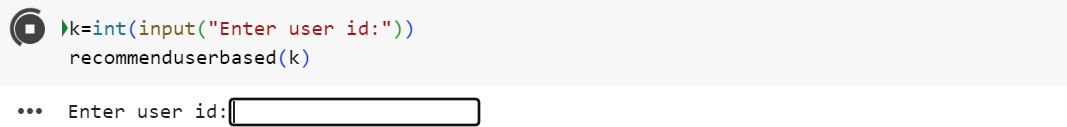 k=int(input("Enter user id:"))
recommenduserbased(k)
Enter user id: